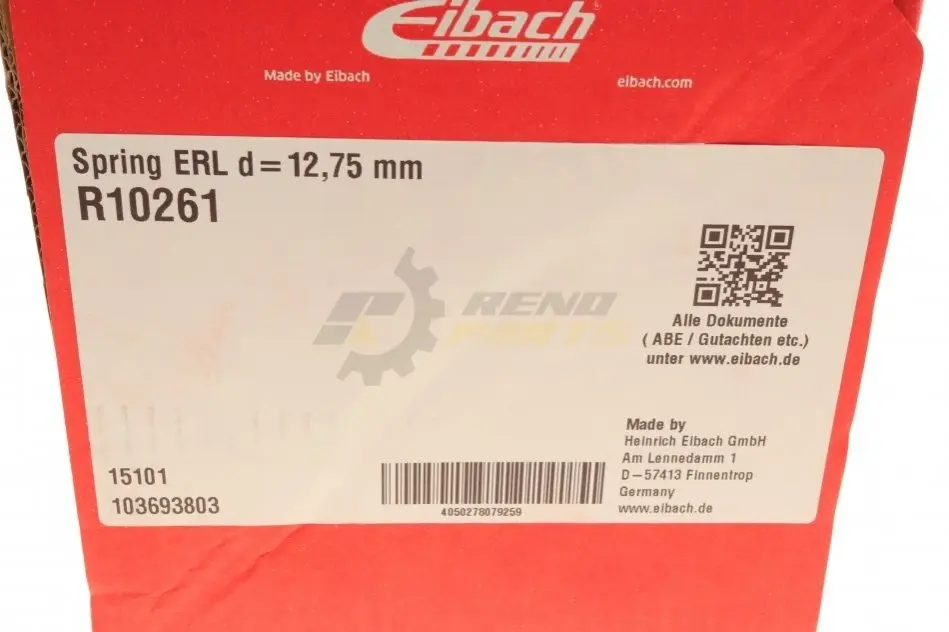 Eibach
Made by Eibach
eibach.com
Spring ERL d=12,75 mm
R10261
RENO
PARTS
Alle Dokumente
( ABE / Gutachten etc.)
unter www.eibach.de
Made by
Heinrich Eibach GmbH
Am Lennedamm 1
D-57413 Finnentrop
Germany
www.eibach.de
15101
103693803
4050278079259